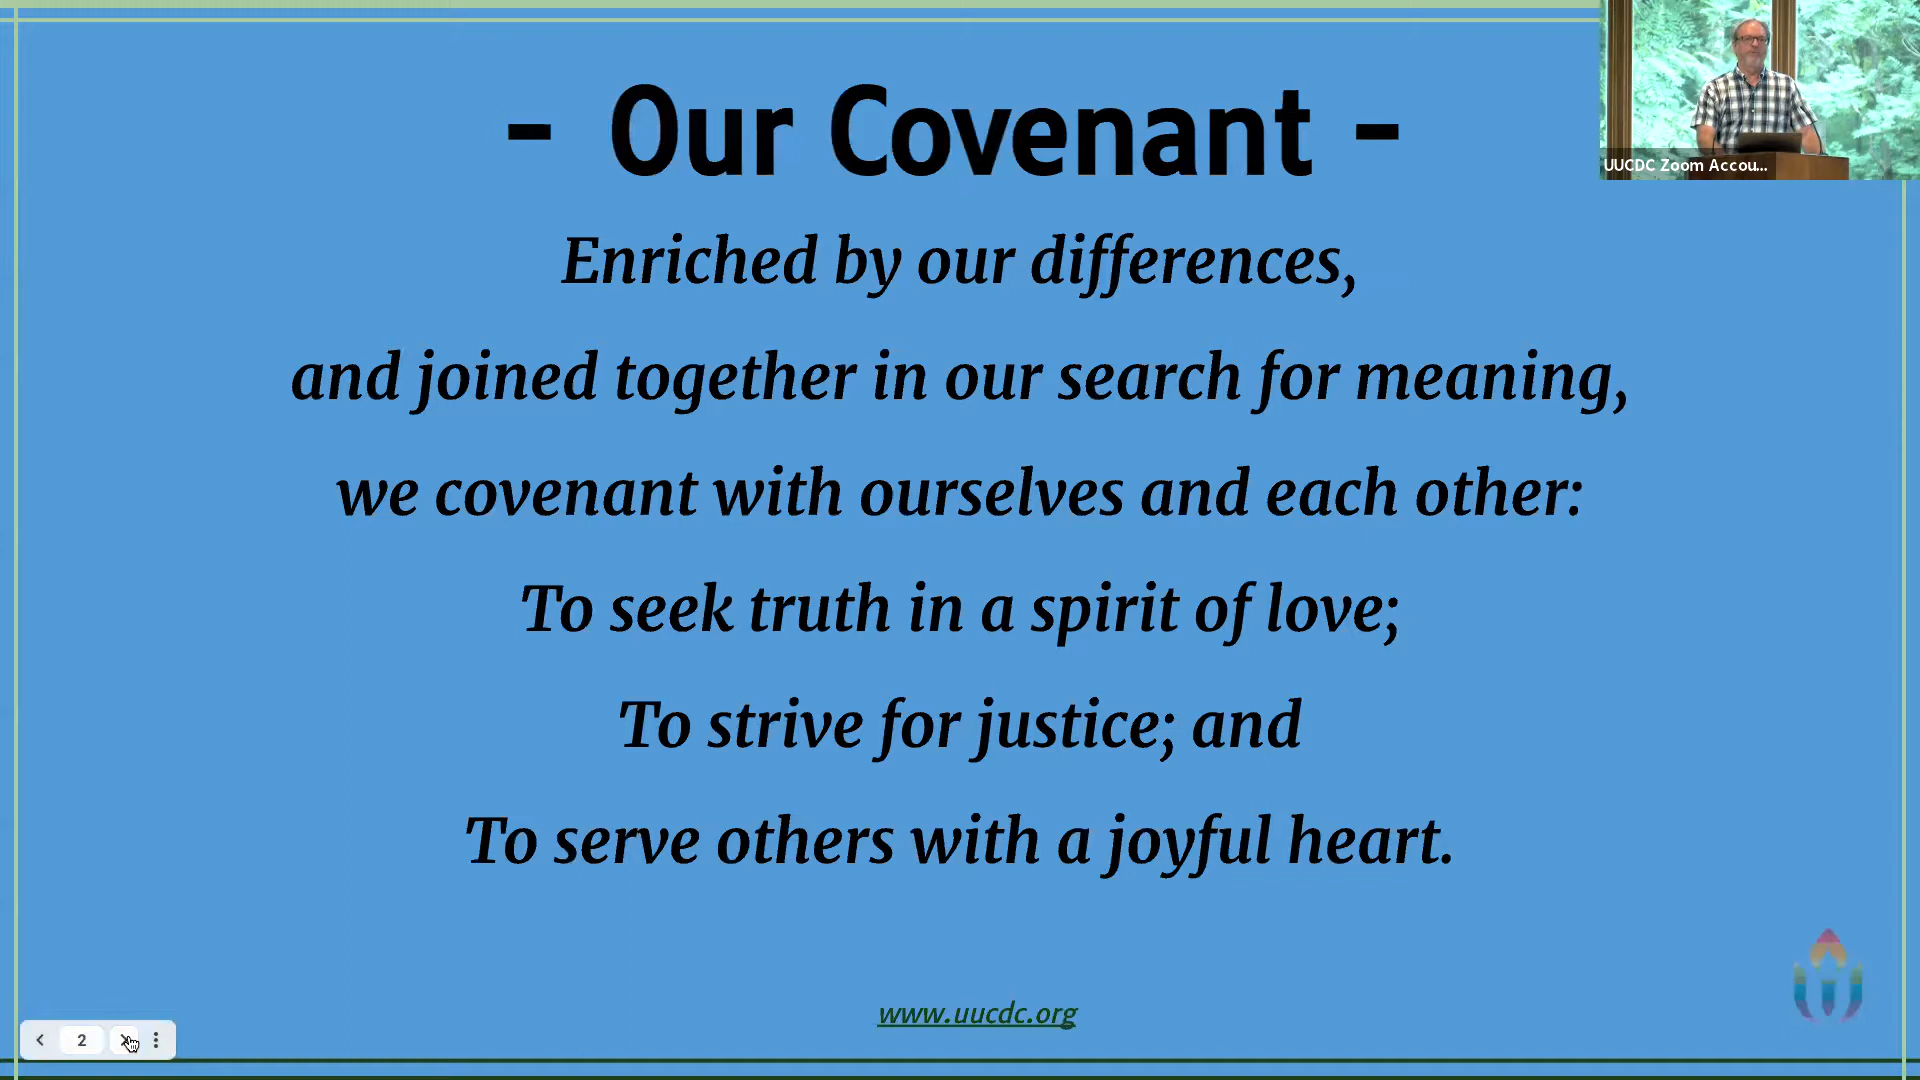 - Our Covenant -
UUCDC Zoom Accou...
Enriched by our differences,
and joined together in our search for meaning,
we covenant with ourselves and each other:
To seek truth in a spirit of love;
To strive for justice; and
To serve others with a joyful heart.
www.uucdc.org
2